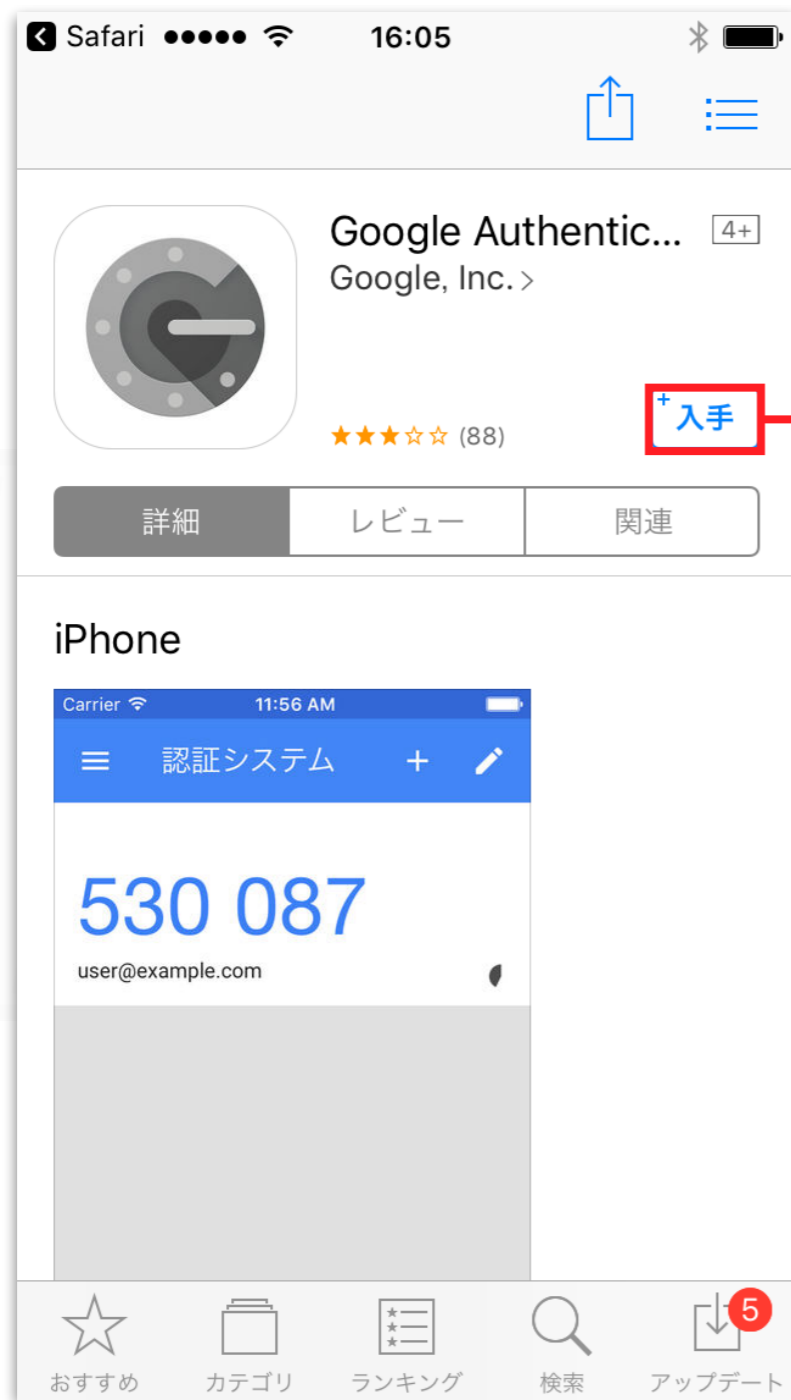 Safari 16:05
Google Authentic... 4+
Google, Inc. >
+入手
★★★☆☆ (88)
詳細 レビュー 関連
iPhone
Carrier 11:56 AM
認証システム +
530 087
user@example.com
5
おすすめ カテゴリ ランキング 検索 アップデート